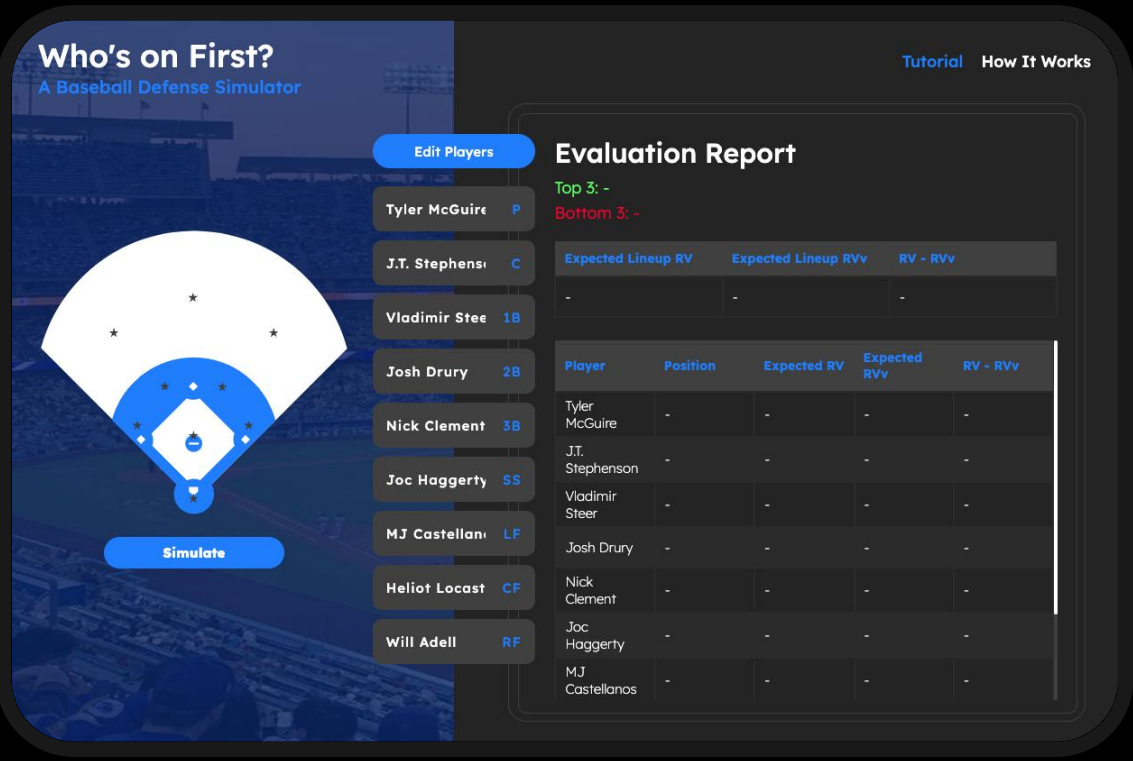 Who's on First?
A Baseball Defense Simulator
Tutorial How It Works
Simulate
Edit Players
Tyler McGuire P
J.T. Stephens C
Vladimir Stee 1B
Josh Drury 2B
Nick Clement 3B
Joc Haggerty SS
MJ Castellan LF
Heliot Locast CF
Will Adell RF
Evaluation Report
Top 3: -
Bottom 3: -
Expected Lineup RV Expected Lineup RVv RV - RVv
- - -
Player Position Expected RV Expected RVv RV - RVv
Tyler
McGuire - - - -
J.T.
Stephenson - - - -
Vladimir
Steer - - - -
Josh Drury - - - -
Nick
Clement - - - -
Joc
Haggerty - - - -
MJ
Castellanos - - - -